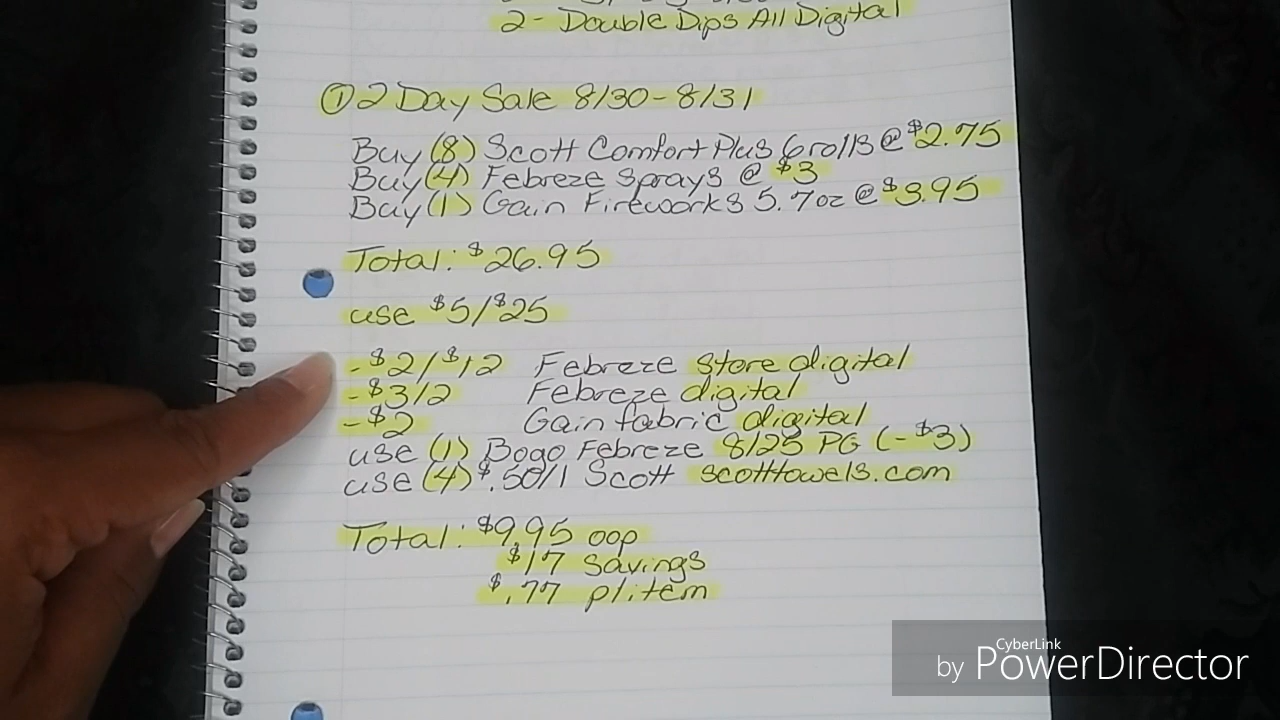 2- Double Dips All Digital
① 2 Day Sale 8/30-8/31
Buy (8) Scott Comfort Plus 6rolls @ $2.75
Buy (4) Febreze Sprays @ $3
Buy (1) Gain Fireworks 5.7oz @ $3.95
Total: $26.95
use $5/$25
-$2/$12 Febreze store digital
-$3/2 Febreze digital
-$2 Gain fabric digital
use (1) Bogo Febreze 8/25 PG (-$3)
use (4) $.50/1 Scott scotttowels.com
Total: $9.95 oop
$17 savings
$.77 p/item
CyberLink
by PowerDirector